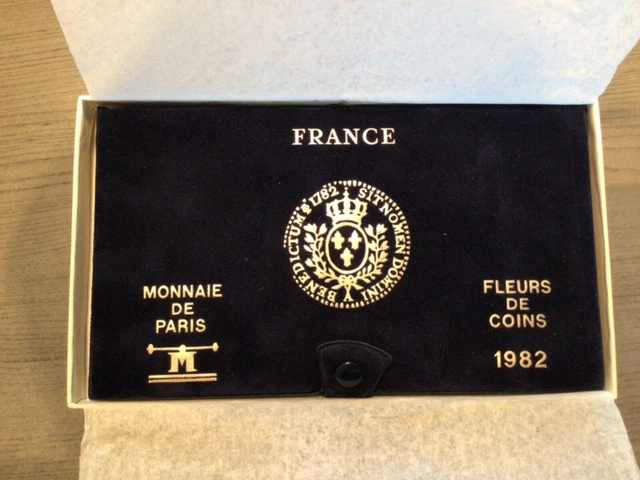 FRANCE
SIT NOMEN DOMINI A BENEDICTUM 1782
MONNAIE
DE
PARIS
M
FLEURS
DE
COINS
1982